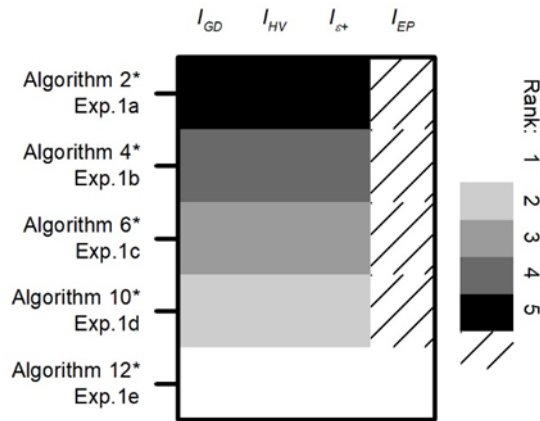 I_GD I_HV I_ε+ I_EP
Algorithm 2*
Exp.1a
Algorithm 4*
Exp.1b
Algorithm 6*
Exp.1c
Algorithm 10*
Exp.1d
Algorithm 12*
Exp.1e
Rank: 1 2 3 4 5